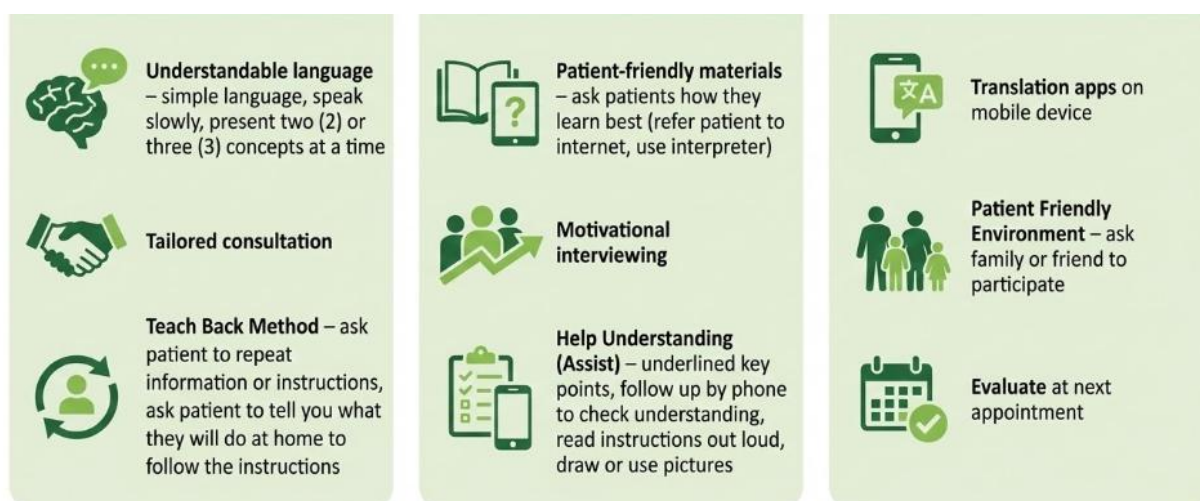 Understandable language
– simple language, speak
slowly, present two (2) or
three (3) concepts at a time
Tailored consultation
Teach Back Method – ask
patient to repeat
information or instructions,
ask patient to tell you what
they will do at home to
follow the instructions
Patient-friendly materials
– ask patients how they
learn best (refer patient to
internet, use interpreter)
?
Motivational
interviewing
Help Understanding
(Assist) – underlined key
points, follow up by phone
to check understanding,
read instructions out loud,
draw or use pictures
文A
Translation apps on
mobile device
Patient Friendly
Environment – ask
family or friend to
participate
Evaluate at next
appointment